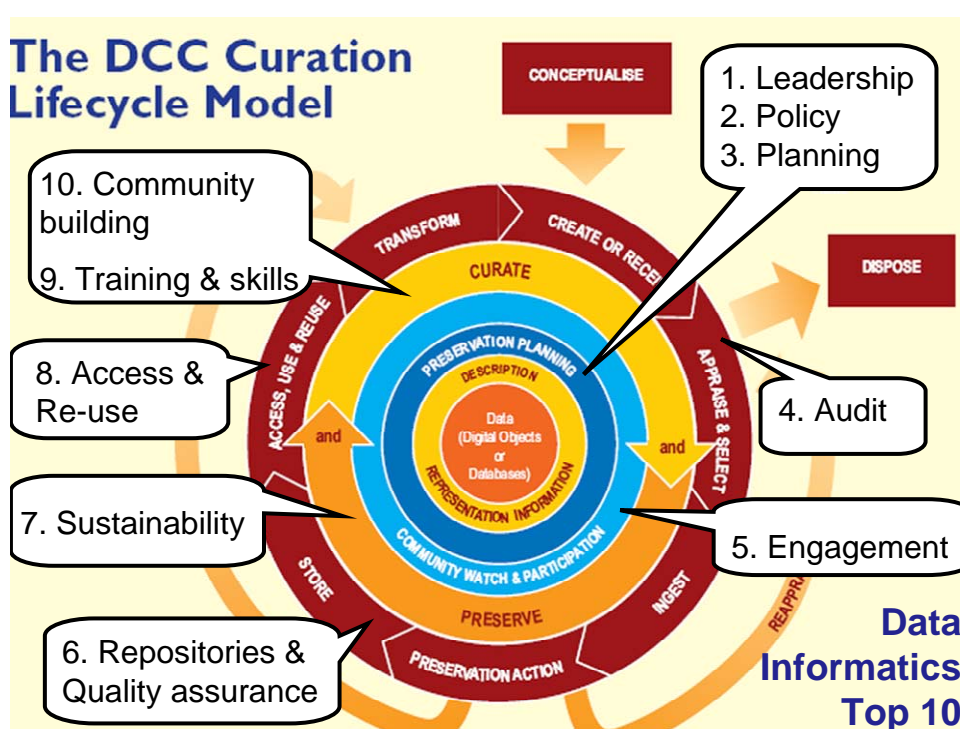 The DCC Curation
Lifecycle Model
CONCEPTUALISE
1. Leadership
2. Policy
3. Planning
10. Community
building
9. Training & skills
TRANSFORM
CREATE OR RECEI
CURATE
DISPOSE
PRESERVATION PLANNING
DESCRIPTION
ACCESS, USE & REUSE
APPRAISE & SELECT
8. Access &
Re-use
4. Audit
Data
(Digital Objects
or
Databases)
and
and
REPRESENTATION INFORMATION
7. Sustainability
COMMUNITY WATCH & PARTICIPATION
5. Engagement
STORE
INGEST
PRESERVE
REAPPRA
6. Repositories &
Quality assurance
PRESERVATION ACTION
Data
Informatics
Top 10